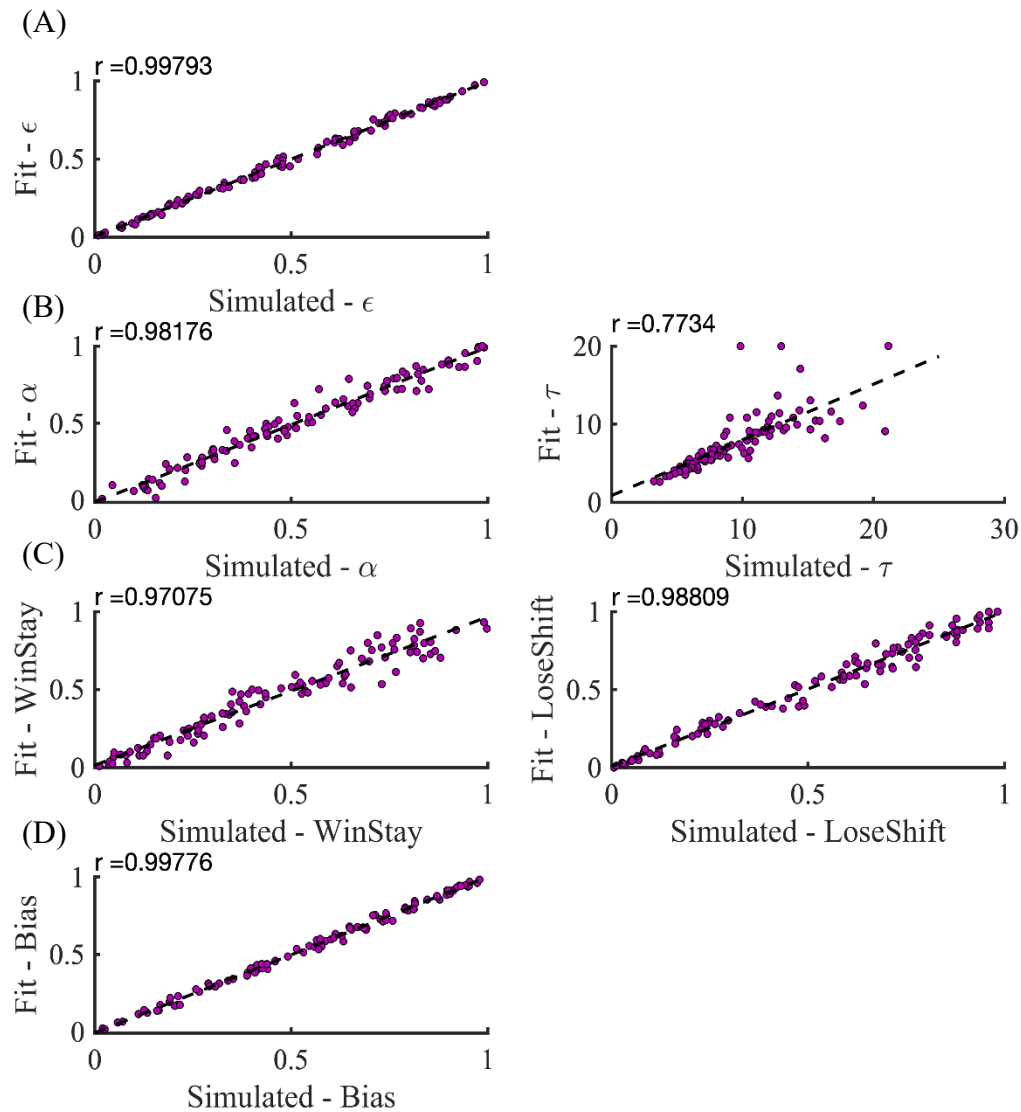 (A)
r =0.99793
1
0.5
0
Fit - ϵ
0 0.5 1
Simulated - ϵ
(B)
r =0.98176
1
0.5
0
Fit - α
0 0.5 1
Simulated - α
r =0.7734
20
10
0
Fit - τ
0 10 20 30
Simulated - τ
(C)
r =0.97075
1
0.5
0
Fit - WinStay
0 0.5 1
Simulated - WinStay
r =0.98809
1
0.5
0
Fit - LoseShift
0 0.5 1
Simulated - LoseShift
(D)
r =0.99776
1
0.5
0
Fit - Bias
0 0.5 1
Simulated - Bias